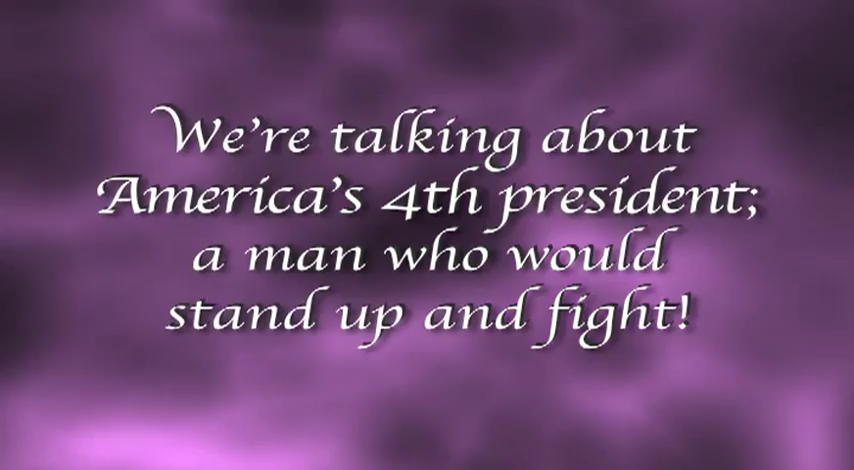 We're talking about
America's 4th president;
a man who would
stand up and fight!